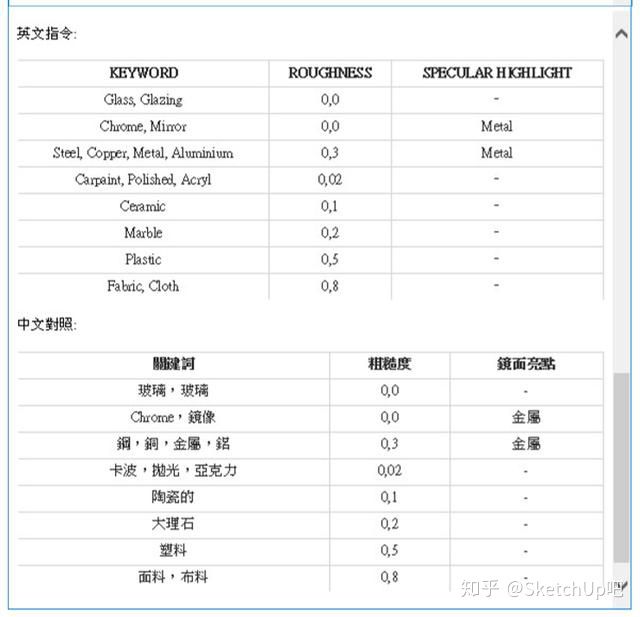 英文指令:
KEYWORD ROUGHNESS SPECULAR HIGHLIGHT
Glass, Glazing 0,0 -
Chrome, Mirror 0,0 Metal
Steel, Copper, Metal, Aluminium 0,3 Metal
Carpaint, Polished, Acryl 0,02 -
Ceramic 0,1 -
Marble 0,2 -
Plastic 0,5 -
Fabric, Cloth 0,8 -
中文對照:
關鍵詞 粗糙度 鏡面亮點
玻璃，玻璃 0,0 -
Chrome，鏡像 0,0 金屬
鋼，銅，金屬，鋁 0,3 金屬
卡波，拋光，亞克力 0,02 -
陶瓷的 0,1 -
大理石 0,2 -
塑料 0,5 -
面料，布料 0,8 -
知乎 @SketchUp吧